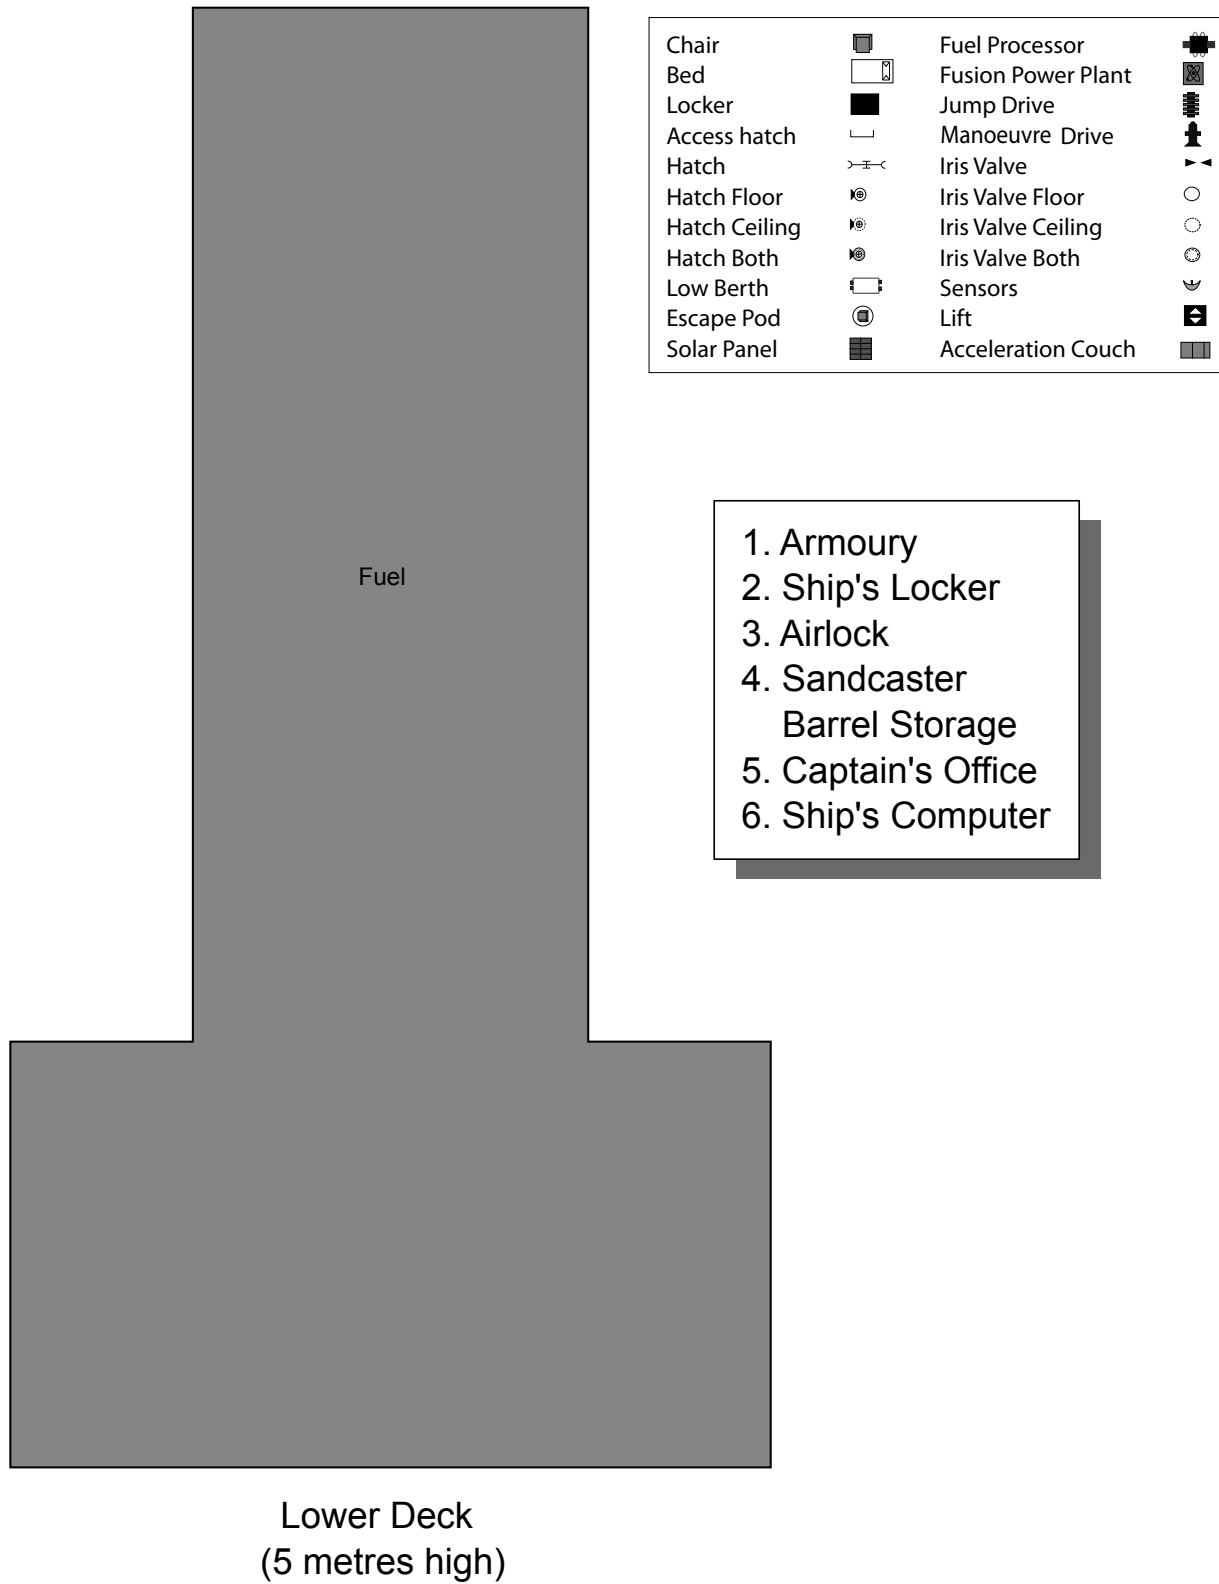 Chair
Bed
Locker
Access hatch
Hatch
Hatch Floor
Hatch Ceiling
Hatch Both
Low Berth
Escape Pod
Solar Panel
Fuel Processor
Fusion Power Plant
Jump Drive
Manoeuvre Drive
Iris Valve
Iris Valve Floor
Iris Valve Ceiling
Iris Valve Both
Sensors
Lift
Acceleration Couch
Fuel
1. Armoury
2. Ship's Locker
3. Airlock
4. Sandcaster
Barrel Storage
5. Captain's Office
6. Ship's Computer
Lower Deck
(5 metres high)